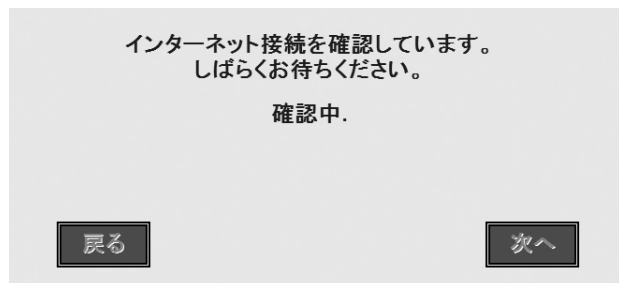 インターネット接続を確認しています。
しばらくお待ちください。
確認中.
戻る
次へ